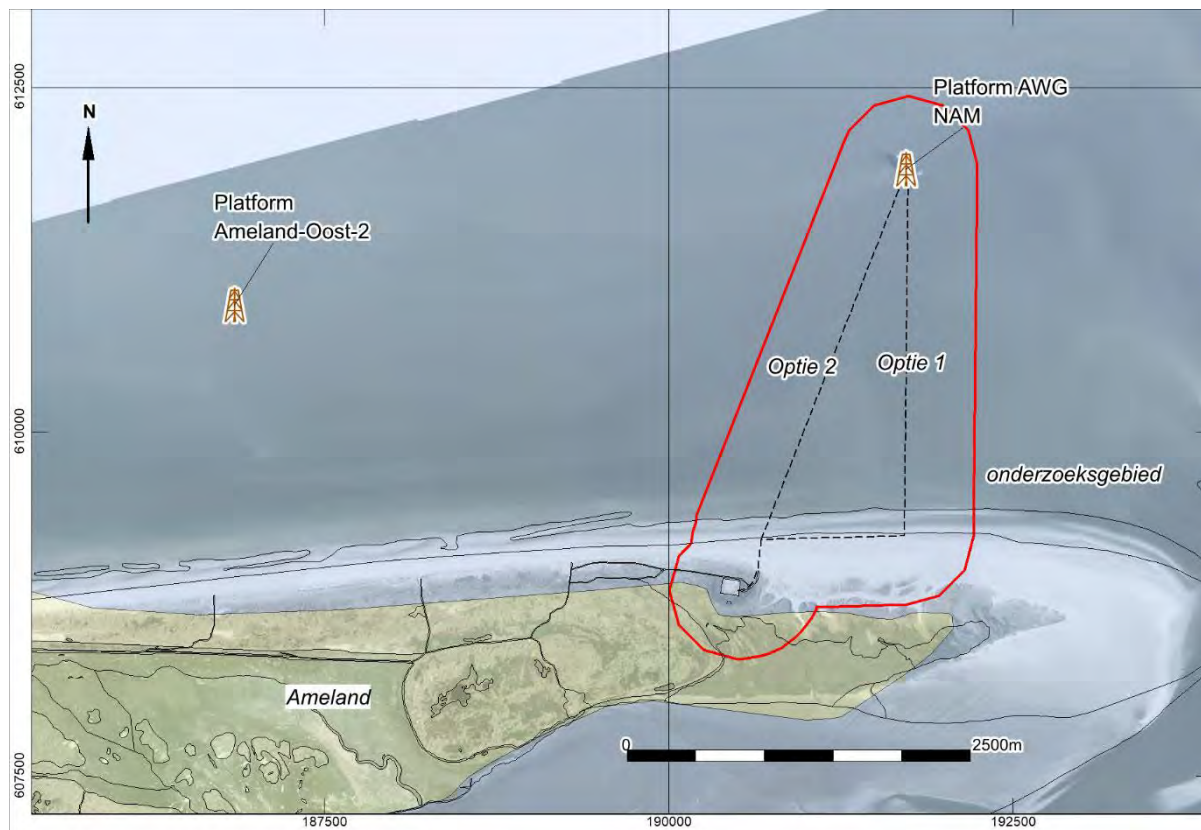 612500
Platform AWG
NAM
N
Platform
Ameland-Oost-2
Optie 2
Optie 1
610000
onderzoeksgebied
Ameland
0
2500m
607500
187500
190000
192500